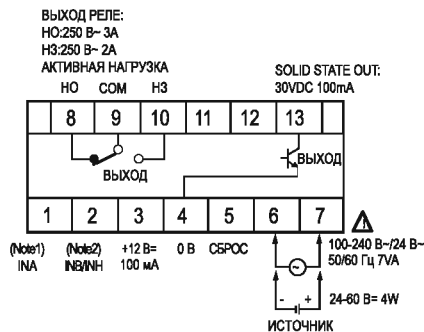 ВЫХОД РЕЛЕ:
НО:250 В~ 3А
НЗ:250 В~ 2А
АКТИВНАЯ НАГРУЗКА
НО COM НЗ
SOLID STATE OUT:
30VDC 100mA
8 9 10 11 12 13
ВЫХОД
ВЫХОД
1 2 3 4 5 6 7
(Note1) INA
(Note2) INB/INH
+12 В= 100 мА
0 В
СБРОС
100-240 В~/24 В~
50/60 Гц 7VA
- +
24-60 В= 4W
ИСТОЧНИК